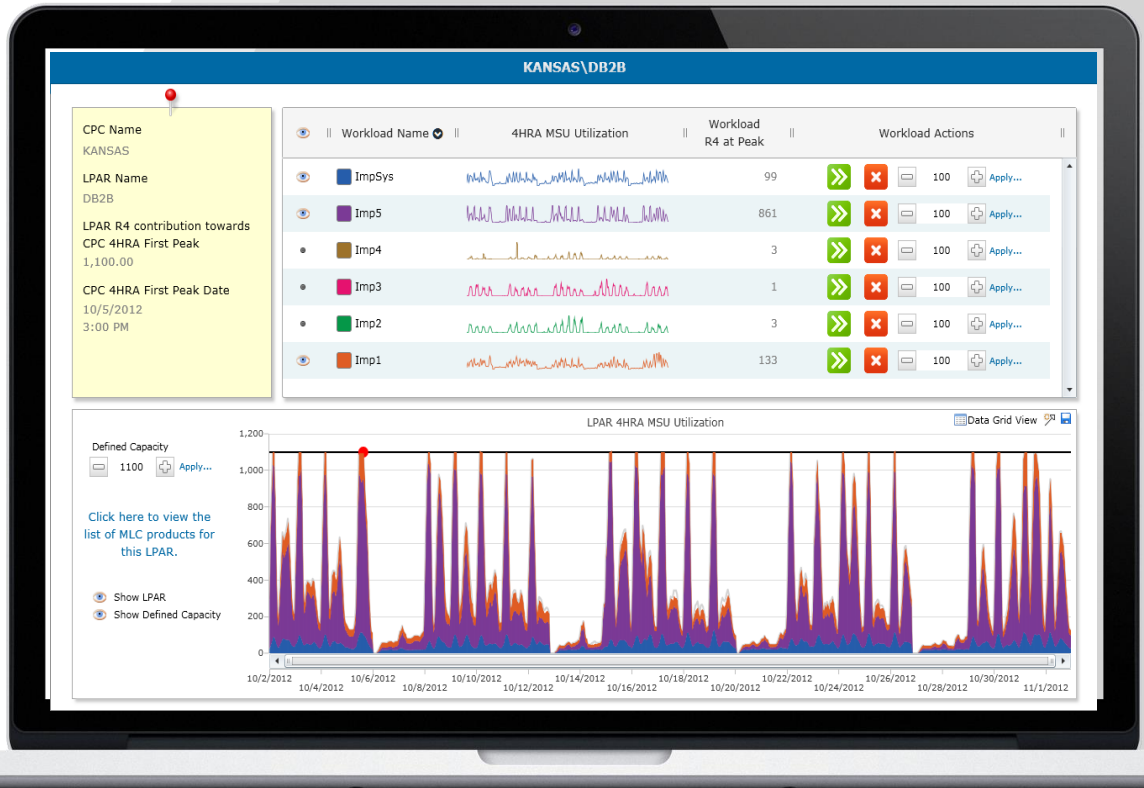 KANSAS\DB2B
CPC Name
KANSAS
LPAR Name
DB2B
LPAR R4 contribution towards
CPC 4HRA First Peak
1,100.00
CPC 4HRA First Peak Date
10/5/2012
3:00 PM
Workload Name 4HRA MSU Utilization Workload R4 at Peak Workload Actions
ImpSys 99 100 Apply...
Imp5 861 100 Apply...
Imp4 3 100 Apply...
Imp3 1 100 Apply...
Imp2 3 100 Apply...
Imp1 133 100 Apply...
LPAR 4HRA MSU Utilization
Data Grid View
Defined Capacity
1100 Apply...
Click here to view the
list of MLC products for
this LPAR.
Show LPAR
Show Defined Capacity
1,200
1,000
800
600
400
200
0
10/2/2012 10/6/2012 10/10/2012 10/14/2012 10/18/2012 10/22/2012 10/26/2012 10/30/2012
10/4/2012 10/8/2012 10/12/2012 10/16/2012 10/20/2012 10/24/2012 10/28/2012 11/1/2012